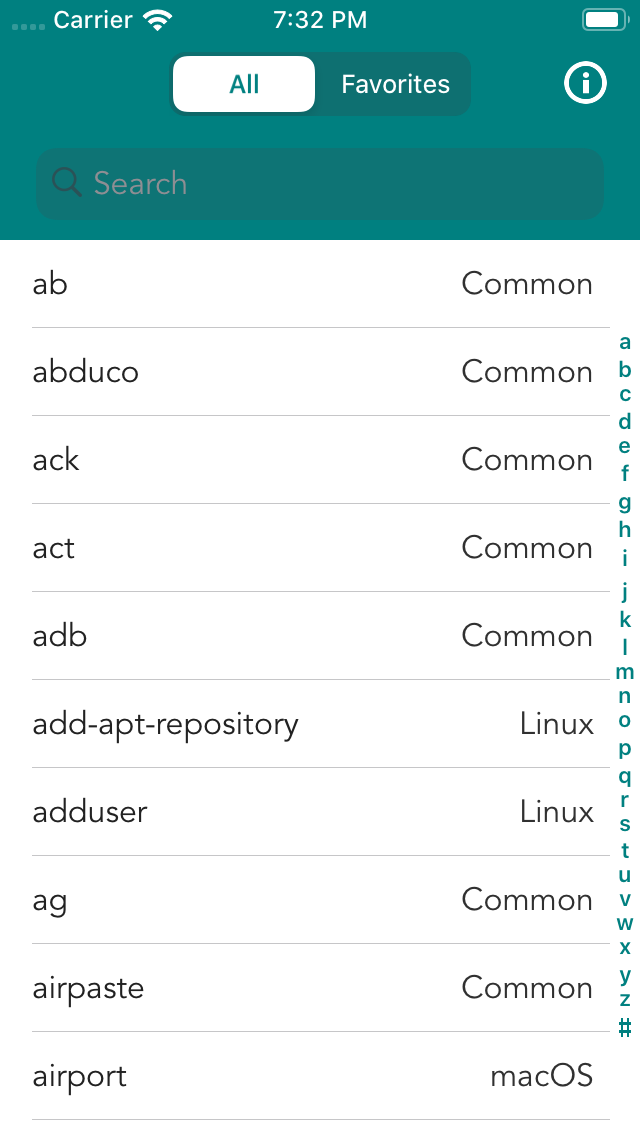 Carrier 7:32 PM
All Favorites
Search
ab Common
abduco Common
ack Common
act Common
adb Common
add-apt-repository Linux
adduser Linux
ag Common
airpaste Common
airport macOS
a
b
c
d
e
f
g
h
i
j
k
l
m
n
o
p
q
r
s
t
u
v
w
x
y
z
#